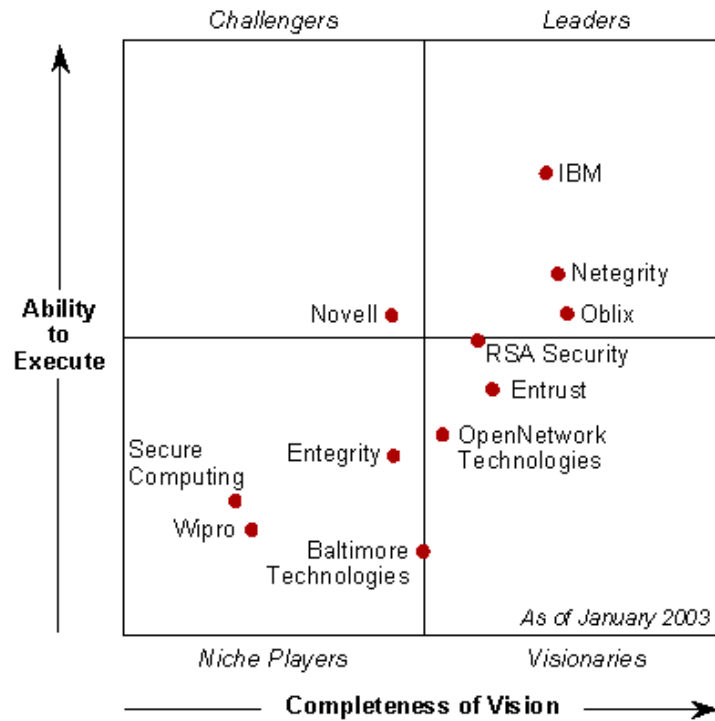 Challengers
Leaders
IBM
Netegrity
Ability
to
Execute
Novell
Oblix
RSA Security
Entrust
OpenNetwork
Technologies
Secure
Computing
Entegrity
Wipro
Baltimore
Technologies
As of January 2003
Niche Players
Visionaries
Completeness of Vision